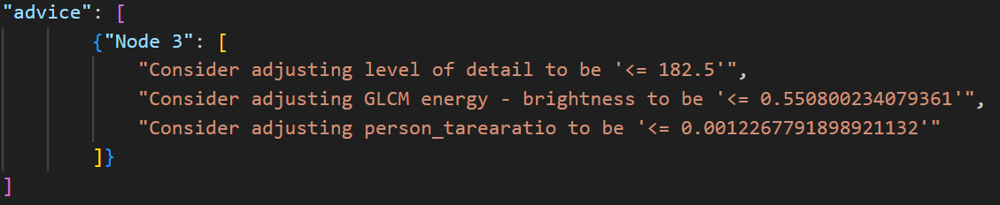 "advice": [
{"Node 3": [
"Consider adjusting level of detail to be '<= 182.5'",
"Consider adjusting GLCM energy - brightness to be '<= 0.550800234079361'",
"Consider adjusting person_tarearatio to be '<= 0.0012267791898921132'"
]}
]